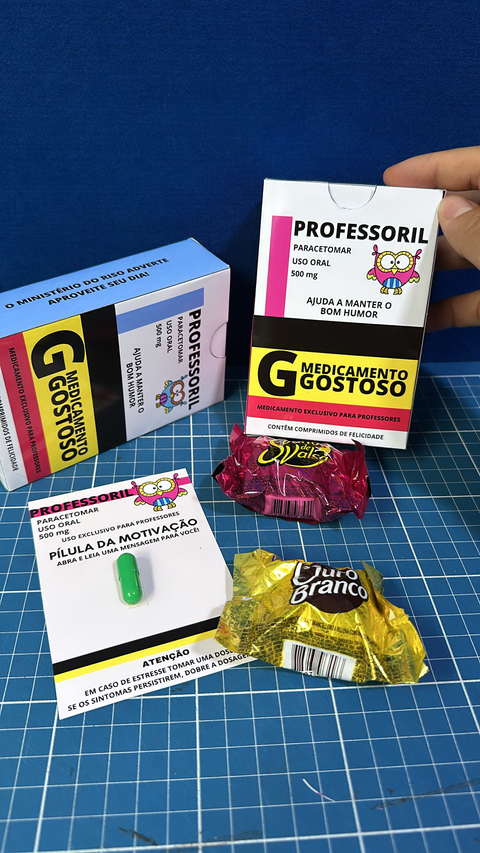 O MINISTÉRIO DO RISO ADVERTE
APROVEITE SEU DIA!
PROFESSORIL
PARACETOMAR
USO ORAL
500 mg
AJUDA A MANTER O
BOM HUMOR
G MEDICAMENTO
GOSTOSO
MEDICAMENTO EXCLUSIVO PARA PROFESSORES
COMPRIMIDOS DE FELICIDADE
PROFESSORIL
PARACETOMAR
USO ORAL
500 mg
AJUDA A MANTER O
BOM HUMOR
G MEDICAMENTO
GOSTOSO
MEDICAMENTO EXCLUSIVO PARA PROFESSORES
CONTÉM COMPRIMIDOS DE FELICIDADE
PROFESSORIL
PARACETOMAR
USO ORAL
500 mg
USO EXCLUSIVO PARA PROFESSORES
PÍLULA DA MOTIVAÇÃO
ABRA E LEIA UMA MENSAGEM PARA VOCÊ!
ATENÇÃO
EM CASO DE ESTRESSE TOMAR UMA
SE OS SINTOMAS PERSISTIREM, DOBRE A
Ouro
Branco